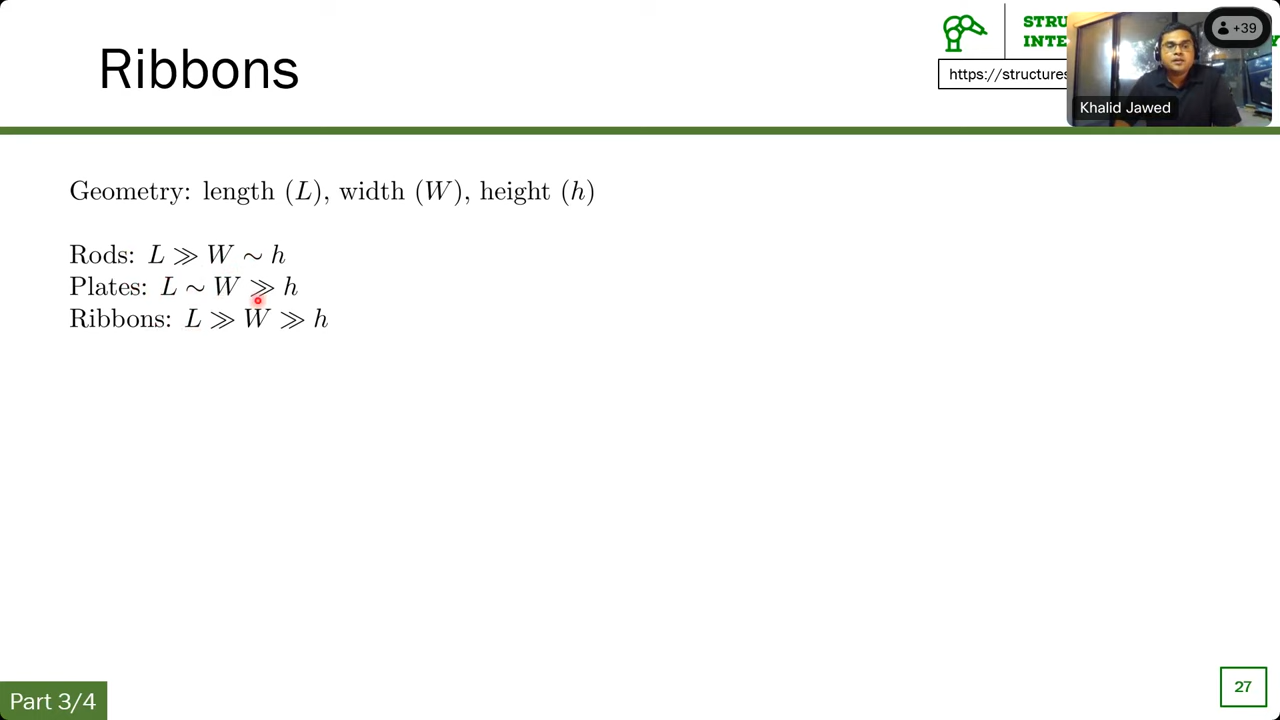 Ribbons
STRU
INTE
https://structures
+39
Khalid Jawed
Geometry: length (L), width (W), height (h)
Rods: L ≫ W ∼ h
Plates: L ∼ W ≫ h
Ribbons: L ≫ W ≫ h
Part 3/4
27